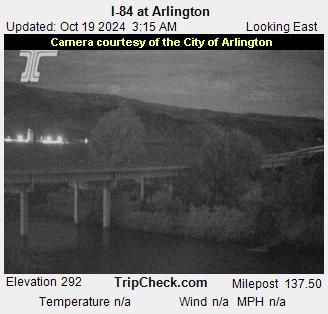 I-84 at Arlington
Updated: Oct 19 2024 3:15 AM Looking East
Camera courtesy of the City of Arlington
Elevation 292 TripCheck.com Milepost 137.50
Temperature n/a Wind n/a MPH n/a